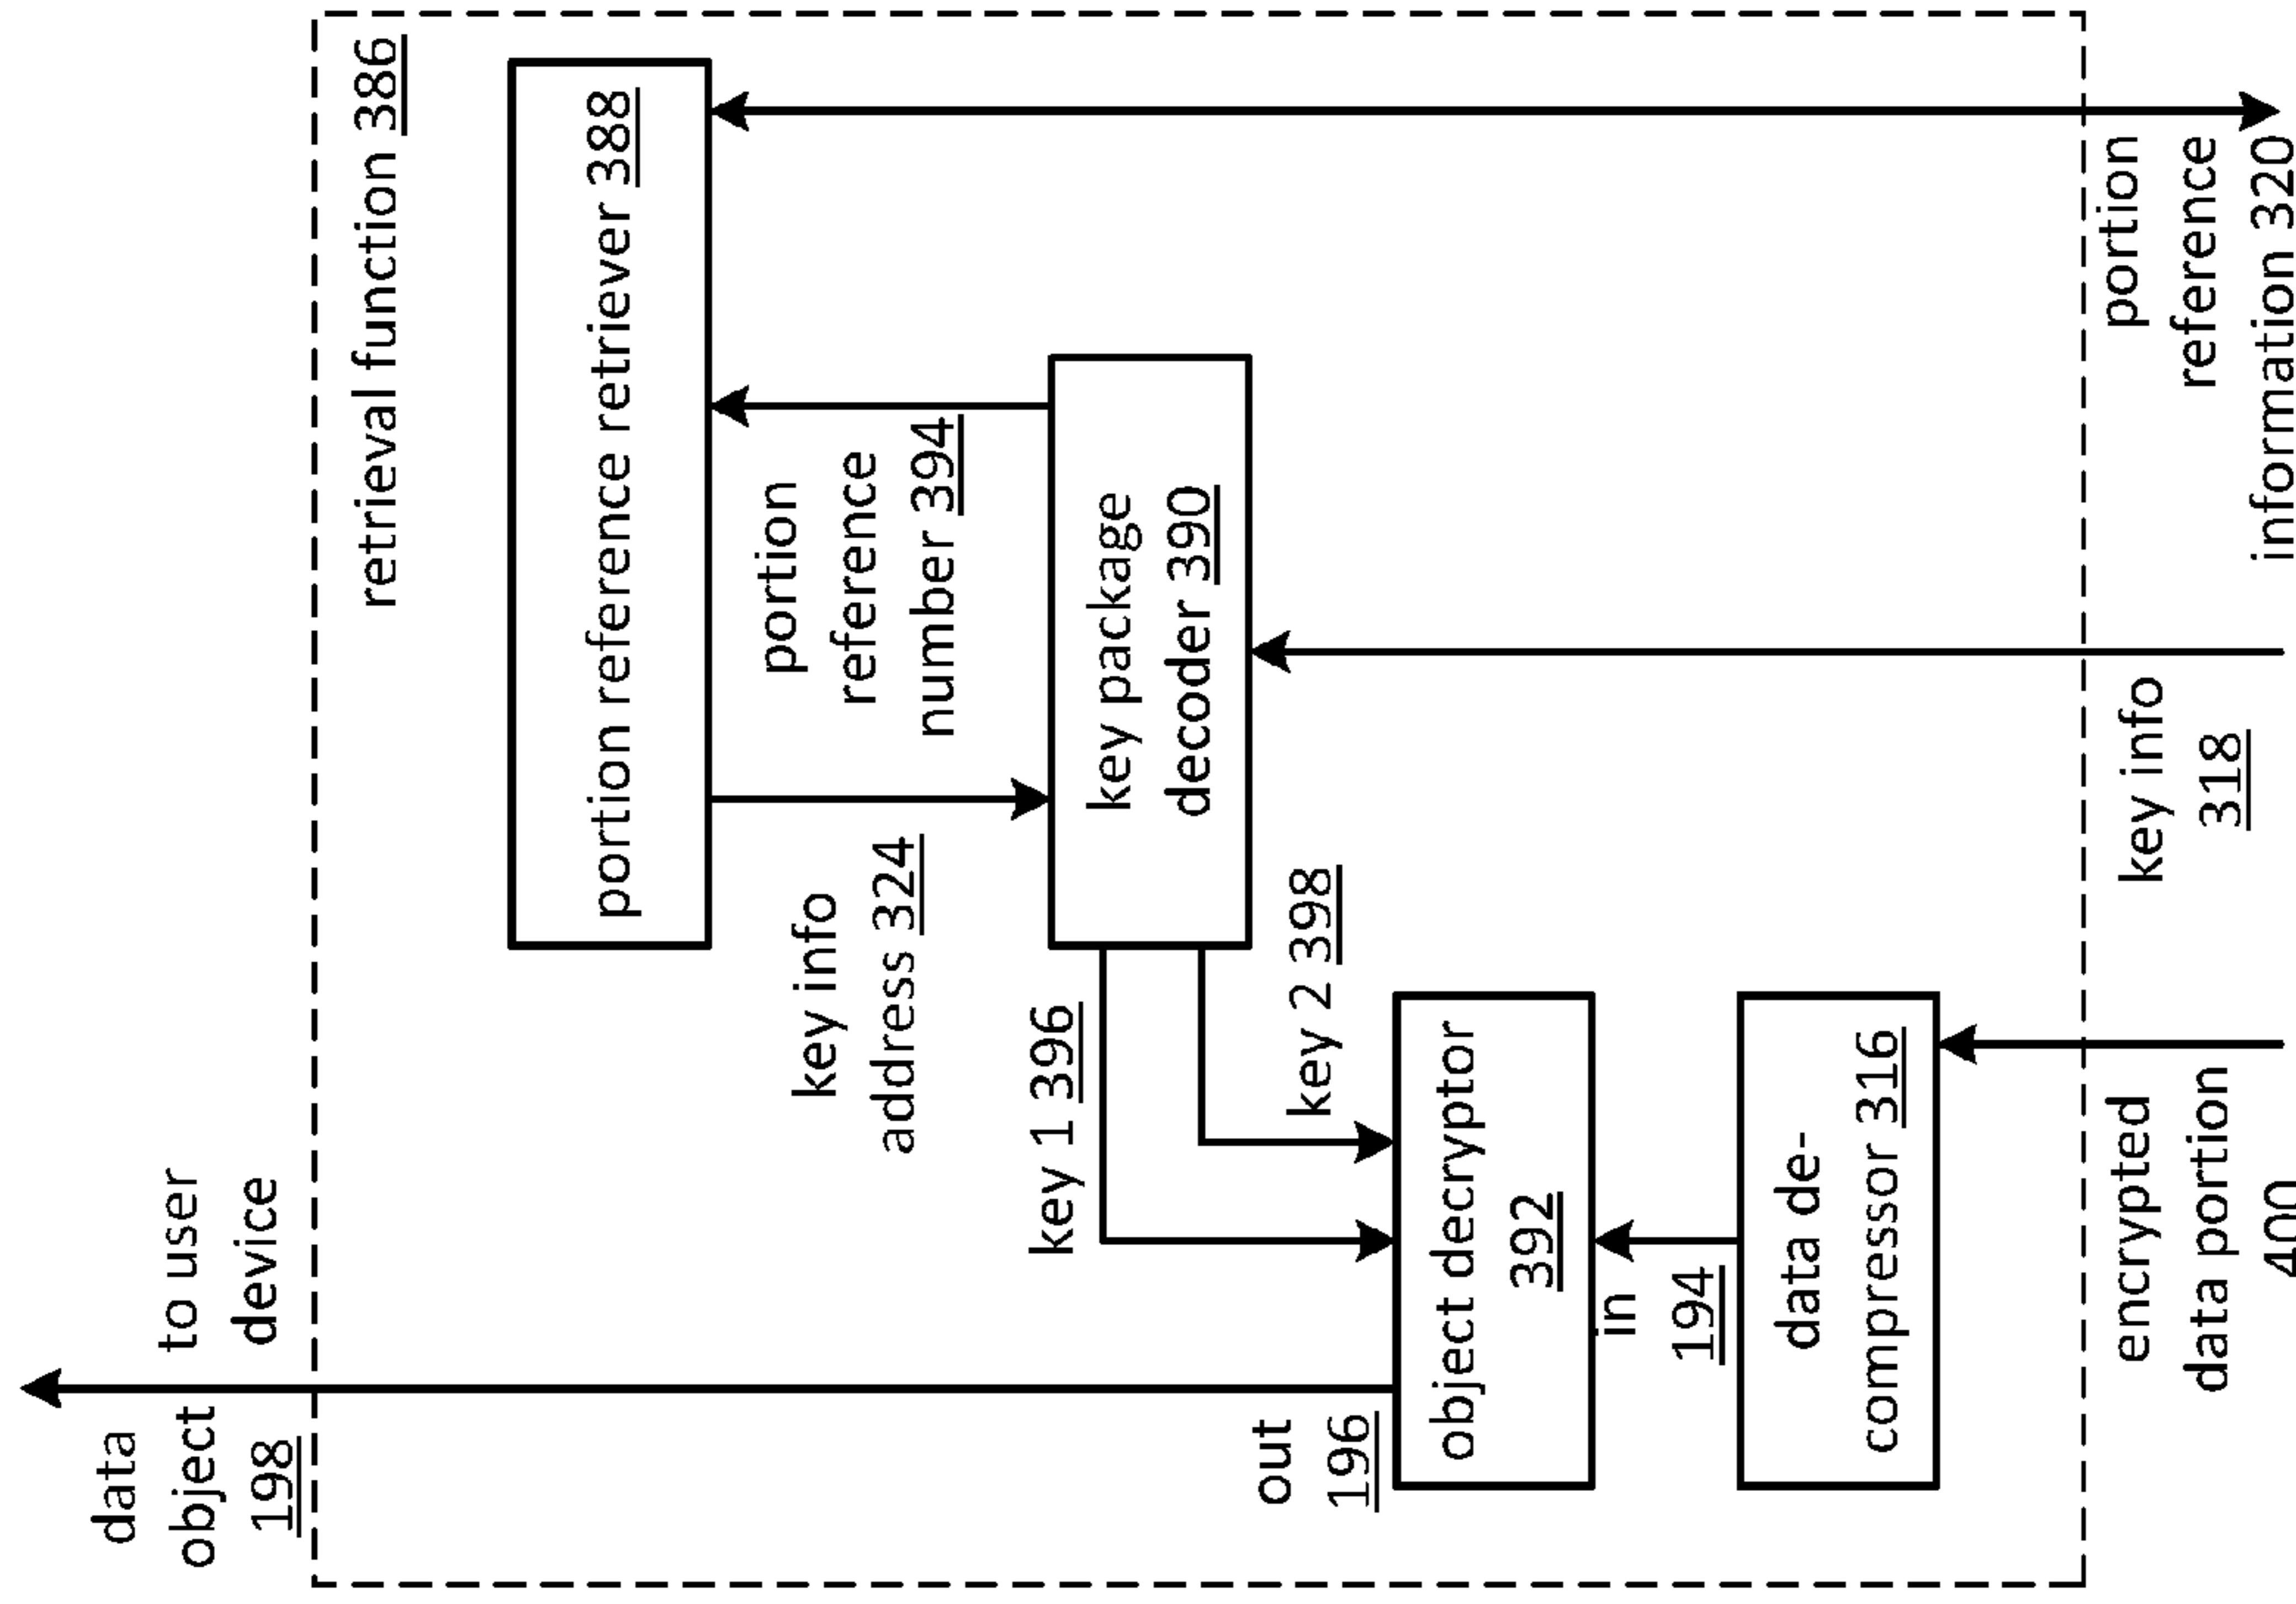 data
object
198
to user
device
retrieval function 386
portion reference retriever 388
key info
address 324
portion
reference
number 394
key 1 396
key package
decoder 390
key 2 398
out
196
object decryptor
392
in
194
data de-
compressor 316
encrypted
data portion
400
key info
318
portion
reference
information 320